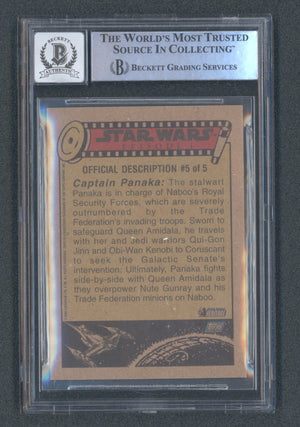 THE WORLD'S MOST TRUSTED
SOURCE IN COLLECTING™
BECKETT GRADING SERVICES
BECKETT
AUTHENTIC
STAR WARS
OFFICIAL DESCRIPTION #5 of 5
Captain Panaka: The stalwart
Panaka is in charge of Naboo's Royal
Security Forces, which are severely
outnumbered by the Trade
Federation's invading troops. Sworn to
safeguard Queen Amidala, he travels
with her and Jedi warriors Qui-Gon
Jinn and Obi-Wan Kenobi to Coruscant
to seek the Galactic Senate's
intervention. Ultimately, Panaka fights
side-by-side with Queen Amidala as
they overpower Nute Gunray and his
Trade Federation minions on Naboo.